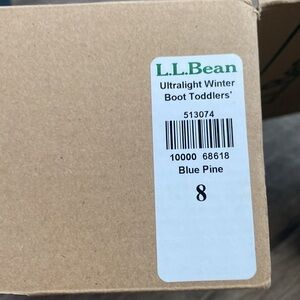 L.L.Bean
Ultralight Winter
Boot Toddlers'
513074
10000 68618
Blue Pine
8